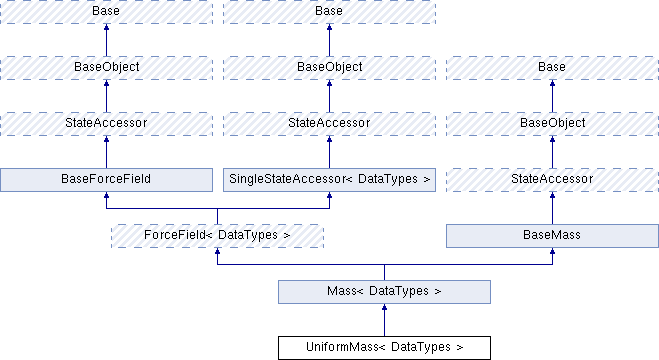 Base
Base
BaseObject
BaseObject
Base
StateAccessor
StateAccessor
BaseObject
BaseForceField
SingleStateAccessor< DataTypes >
StateAccessor
ForceField< DataTypes >
BaseMass
Mass< DataTypes >
UniformMass< DataTypes >